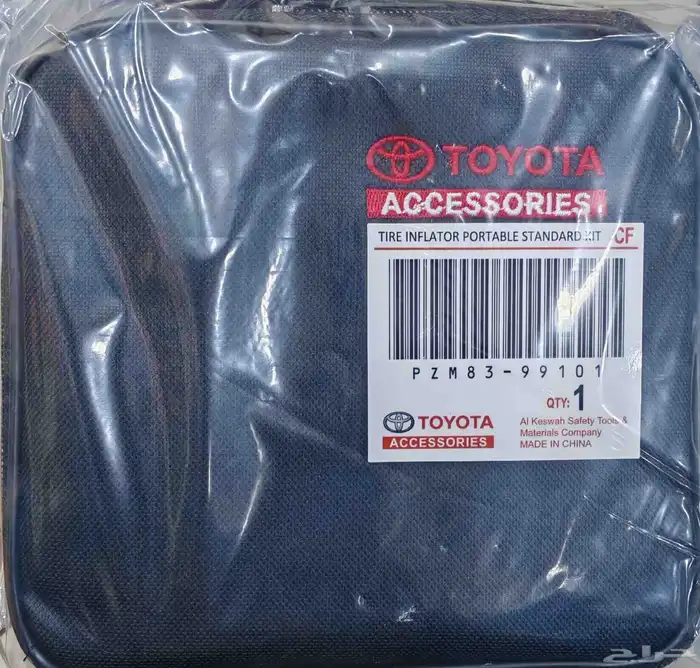 TOYOTA
ACCESSORIES
TIRE INFLATOR PORTABLE STANDARD KIT CF
PZM83-99101
QTY: 1
TOYOTA
ACCESSORIES
Al Keswah Safety Tools &
Materials Company
MADE IN CHINA
حراج